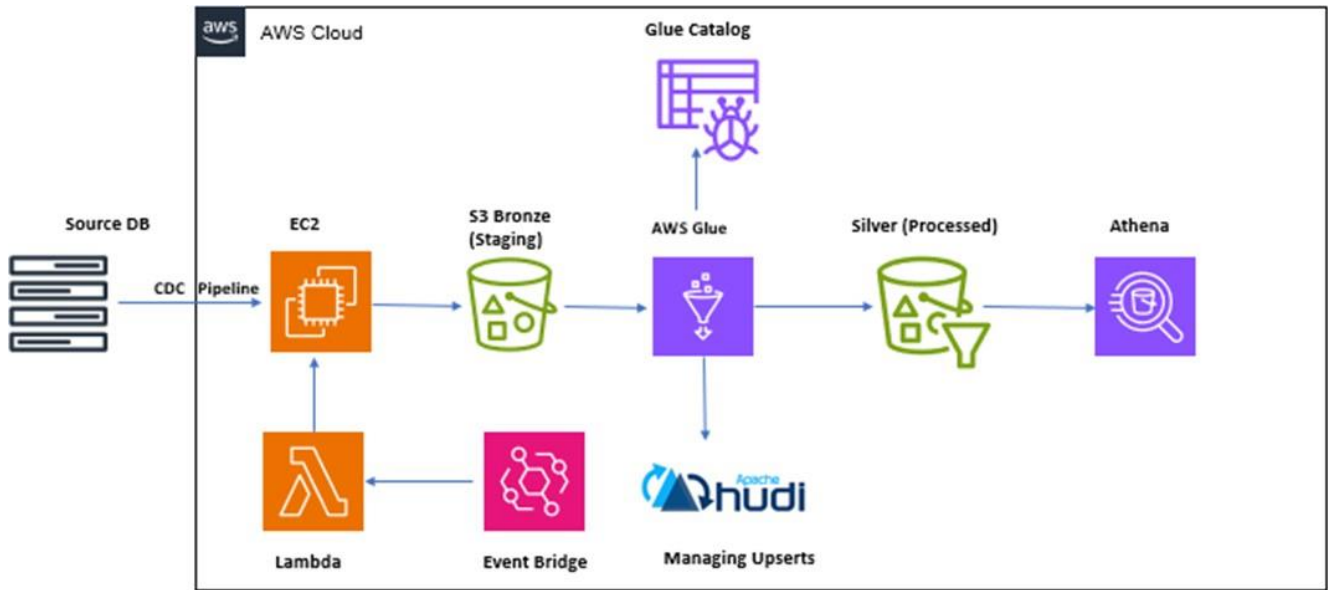 aws
AWS Cloud
Glue Catalog
Source DB
EC2
S3 Bronze
(Staging)
AWS Glue
Silver (Processed)
Athena
CDC Pipeline
Apache
hudi
Lambda
Event Bridge
Managing Upserts